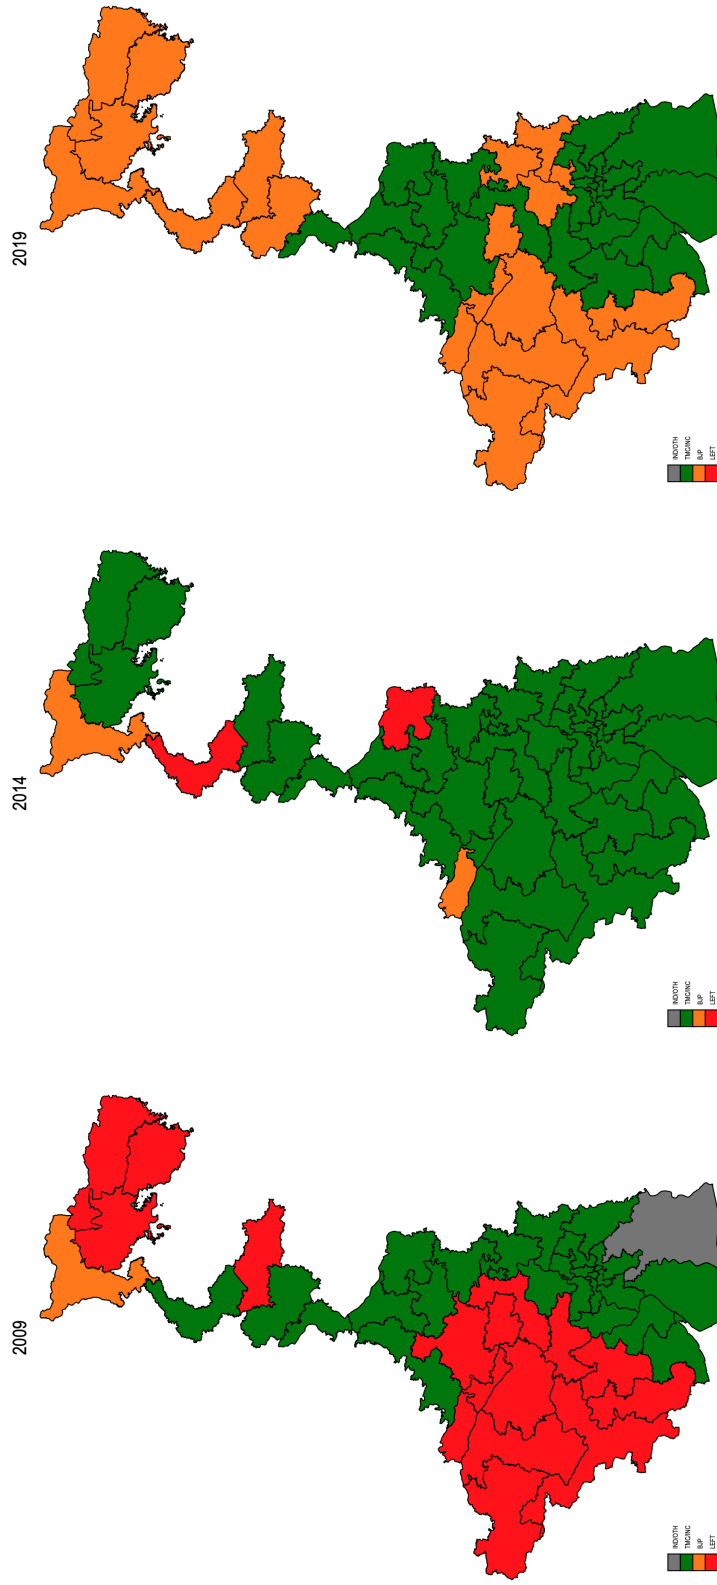 2009
IND/OTH
TMC/INC
BJP
LEFT
2014
IND/OTH
TMC/INC
BJP
LEFT
2019
IND/OTH
TMC/INC
BJP
LEFT